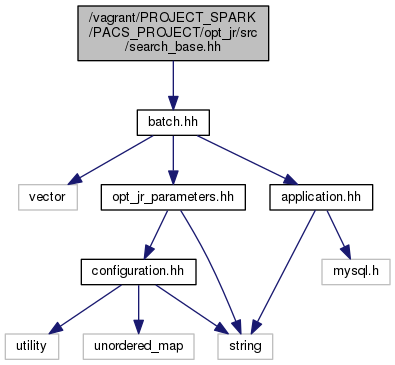 /vagrant/PROJECT_SPARK
/PACS_PROJECT/opt_jr/src
/search_base.hh
batch.hh
vector
opt_jr_parameters.hh
application.hh
configuration.hh
mysql.h
utility
unordered_map
string